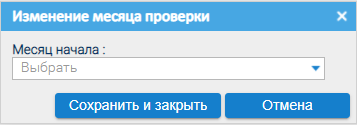 Изменение месяца проверки
Месяц начала :
Выбрать
Сохранить и закрыть Отмена